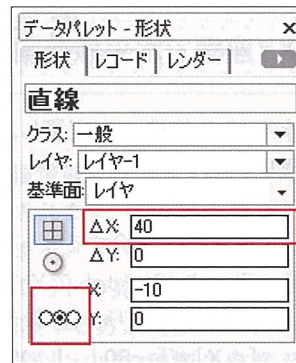 データパレット - 形状 ×
形状 レコード レンダー
直線
クラス: 一般
レイヤ: レイヤ-1
基準面: レイヤ
ΔX: 40
ΔY: 0
X: -10
Y: 0